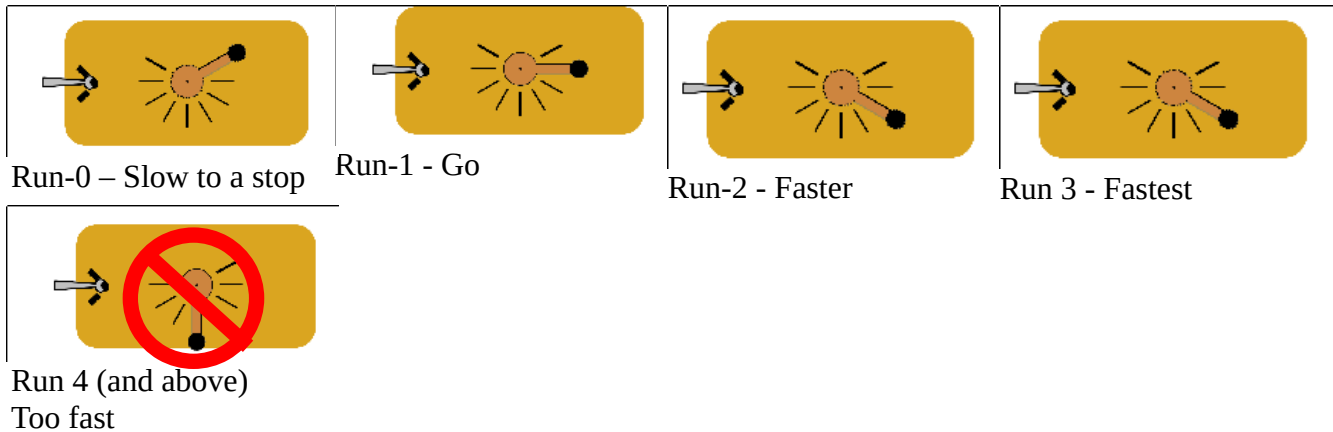 Run-0 – Slow to a stop
Run-1 - Go
Run-2 - Faster
Run 3 - Fastest
Run 4 (and above)
Too fast